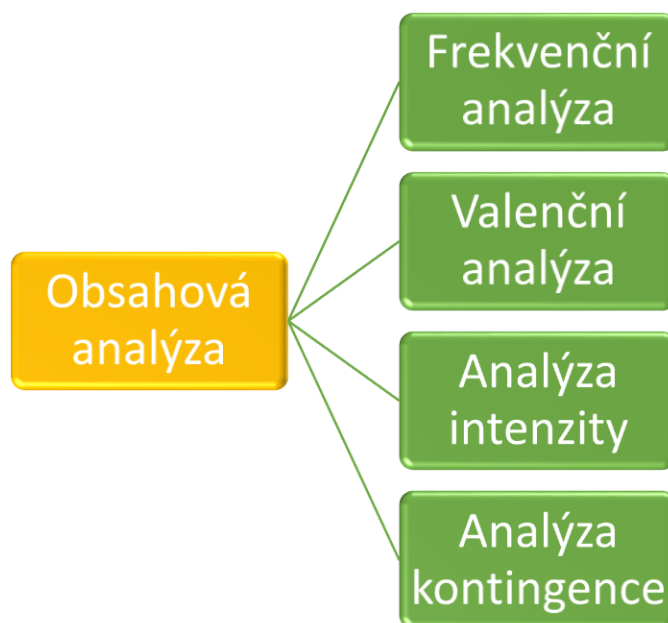 Frekvenční
analýza
Valenční
analýza
Obsahová
analýza
Analýza
intenzity
Analýza
kontingence